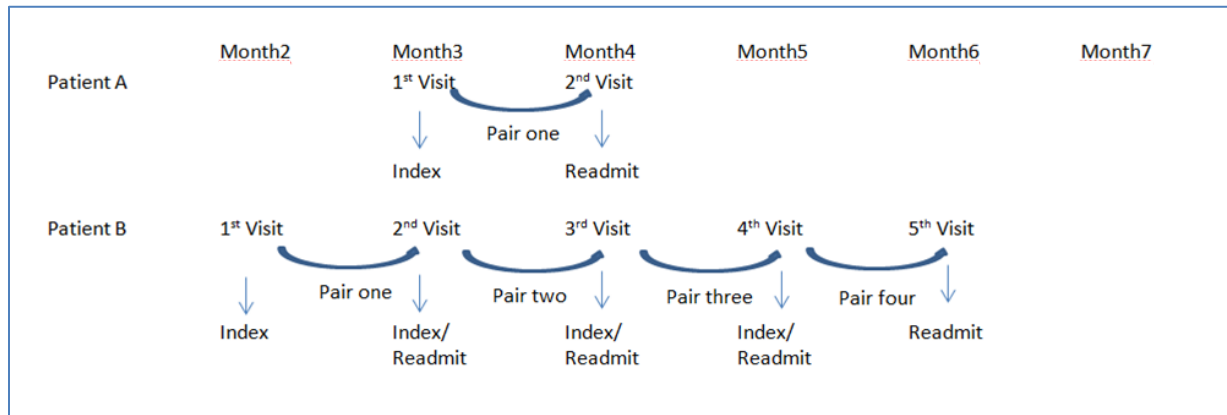 Month2 Month3 Month4 Month5 Month6 Month7
Patient A 1st Visit 2nd Visit
Pair one
Index Readmit
Patient B 1st Visit 2nd Visit 3rd Visit 4th Visit 5th Visit
Pair one Pair two Pair three Pair four
Index Index/ Index/ Index/ Readmit
Readmit Readmit Readmit